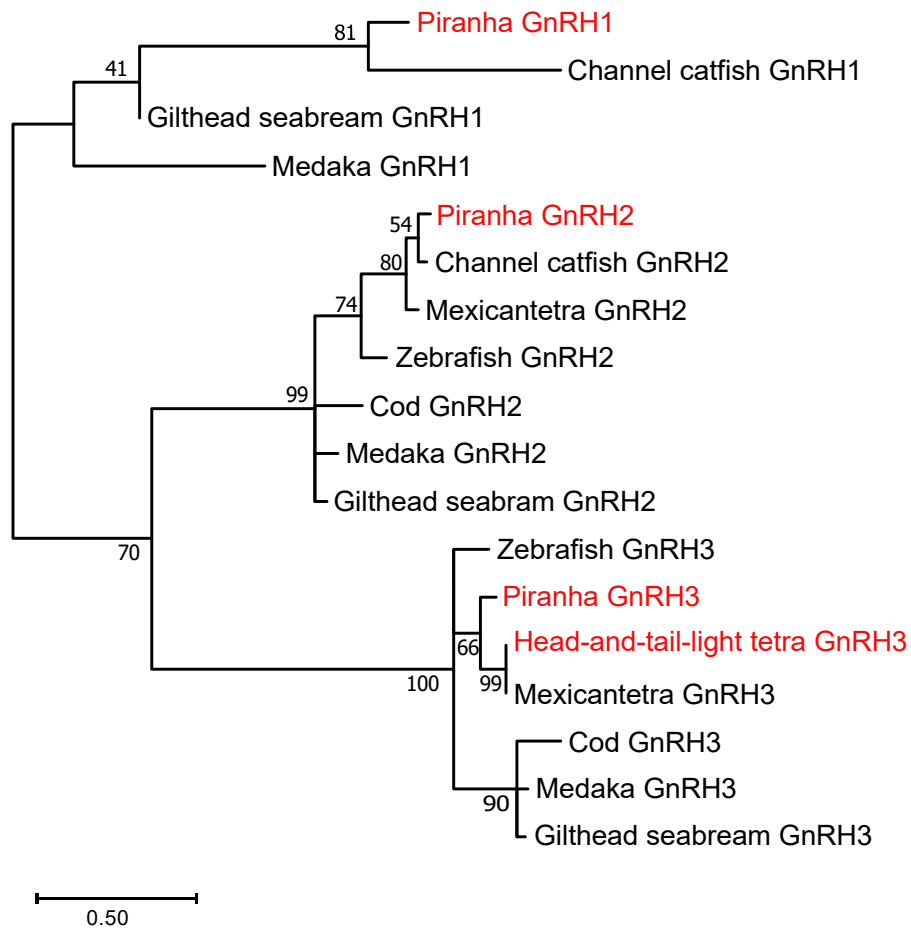 Piranha GnRH1
81
Channel catfish GnRH1
41
Gilthead seabream GnRH1
Medaka GnRH1
Piranha GnRH2
54
Channel catfish GnRH2
80
Mexicantetra GnRH2
74
Zebrafish GnRH2
99
Cod GnRH2
Medaka GnRH2
Gilthead seabram GnRH2
70
Zebrafish GnRH3
Piranha GnRH3
66
Head-and-tail-light tetra GnRH3
100
99
Mexicantetra GnRH3
Cod GnRH3
Medaka GnRH3
90
Gilthead seabream GnRH3
0.50